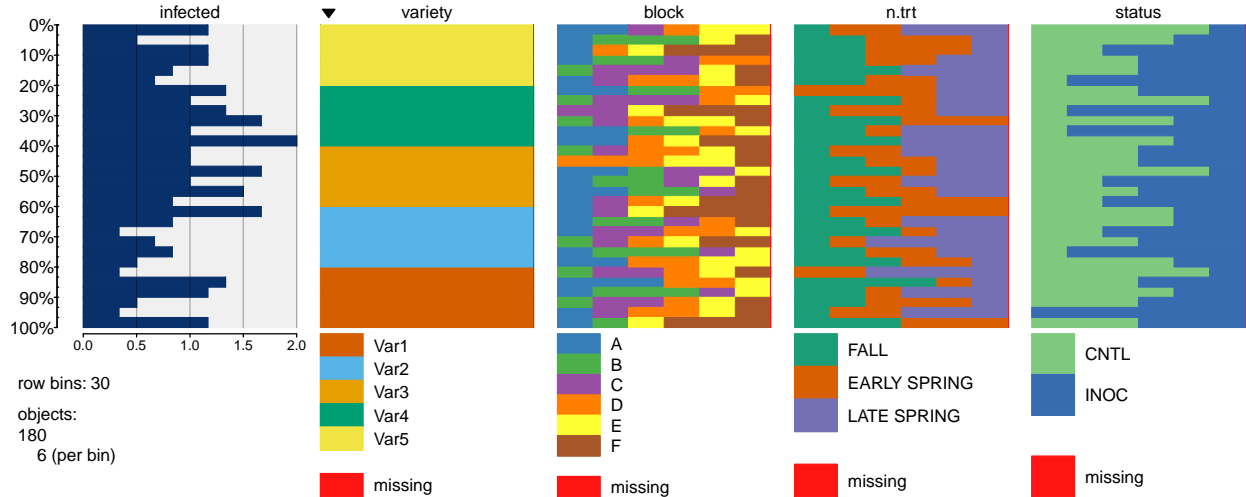 infected
variety
block
n.trt
status
0%
10%
20%
30%
40%
50%
60%
70%
80%
90%
100%
0.0 0.5 1.0 1.5 2.0
row bins: 30
objects:
180
6 (per bin)
Var1
Var2
Var3
Var4
Var5
missing
A
B
C
D
E
F
missing
FALL
EARLY SPRING
LATE SPRING
missing
CNTL
INOC
missing